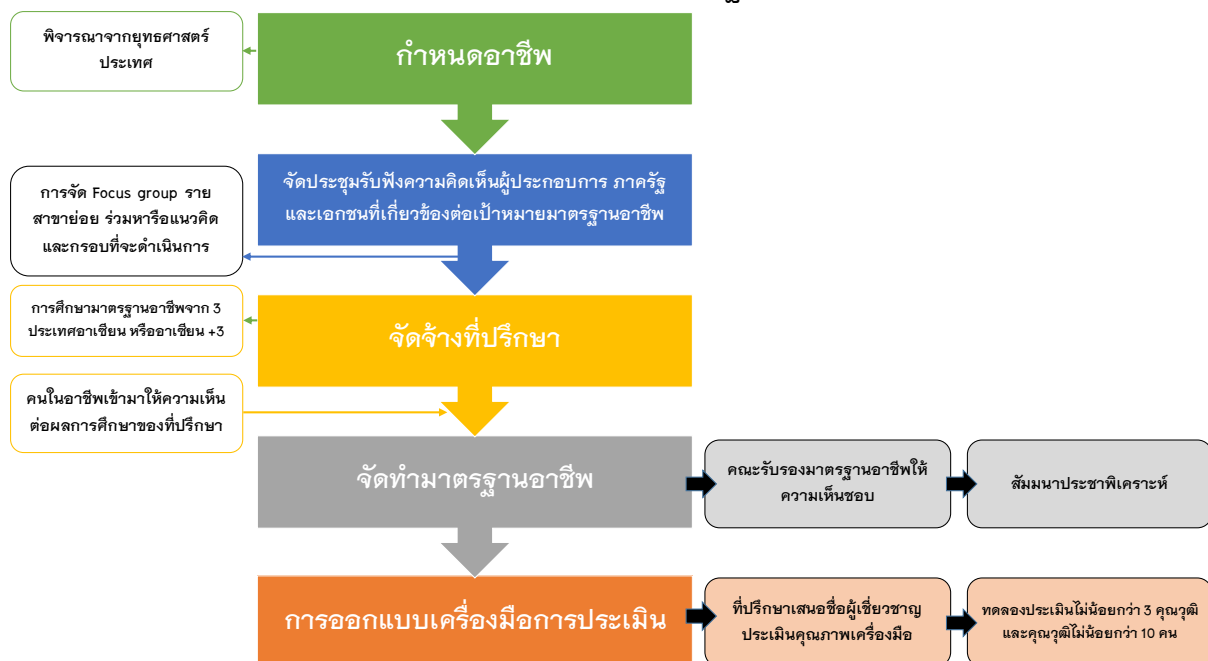 พิจารณาจากยุทธศาสตร์
ประเทศ
กำหนดอาชีพ
การจัด Focus group ราย
สาขาย่อย ร่วมหารือแนวคิด
และกรอบที่จะดำเนินการ
จัดประชุมรับฟังความคิดเห็นผู้ประกอบการ ภาครัฐ
และเอกชนที่เกี่ยวข้องต่อเป้าหมายมาตรฐานอาชีพ
การศึกษามาตรฐานอาชีพจาก 3
ประเทศอาเซียน หรืออาเซียน +3
จัดจ้างที่ปรึกษา
คนในอาชีพเข้ามาให้ความเห็น
ต่อผลการศึกษาของที่ปรึกษา
จัดทำมาตรฐานอาชีพ
คณะรับรองมาตรฐานอาชีพให้
ความเห็นชอบ
สัมมนาประชาพิเคราะห์
การออกแบบเครื่องมือการประเมิน
ที่ปรึกษาเสนอชื่อผู้เชี่ยวชาญ
ประเมินคุณภาพเครื่องมือ
ทดลองประเมินไม่น้อยกว่า 3 คุณวุฒิ
และคุณวุฒิไม่น้อยกว่า 10 คน